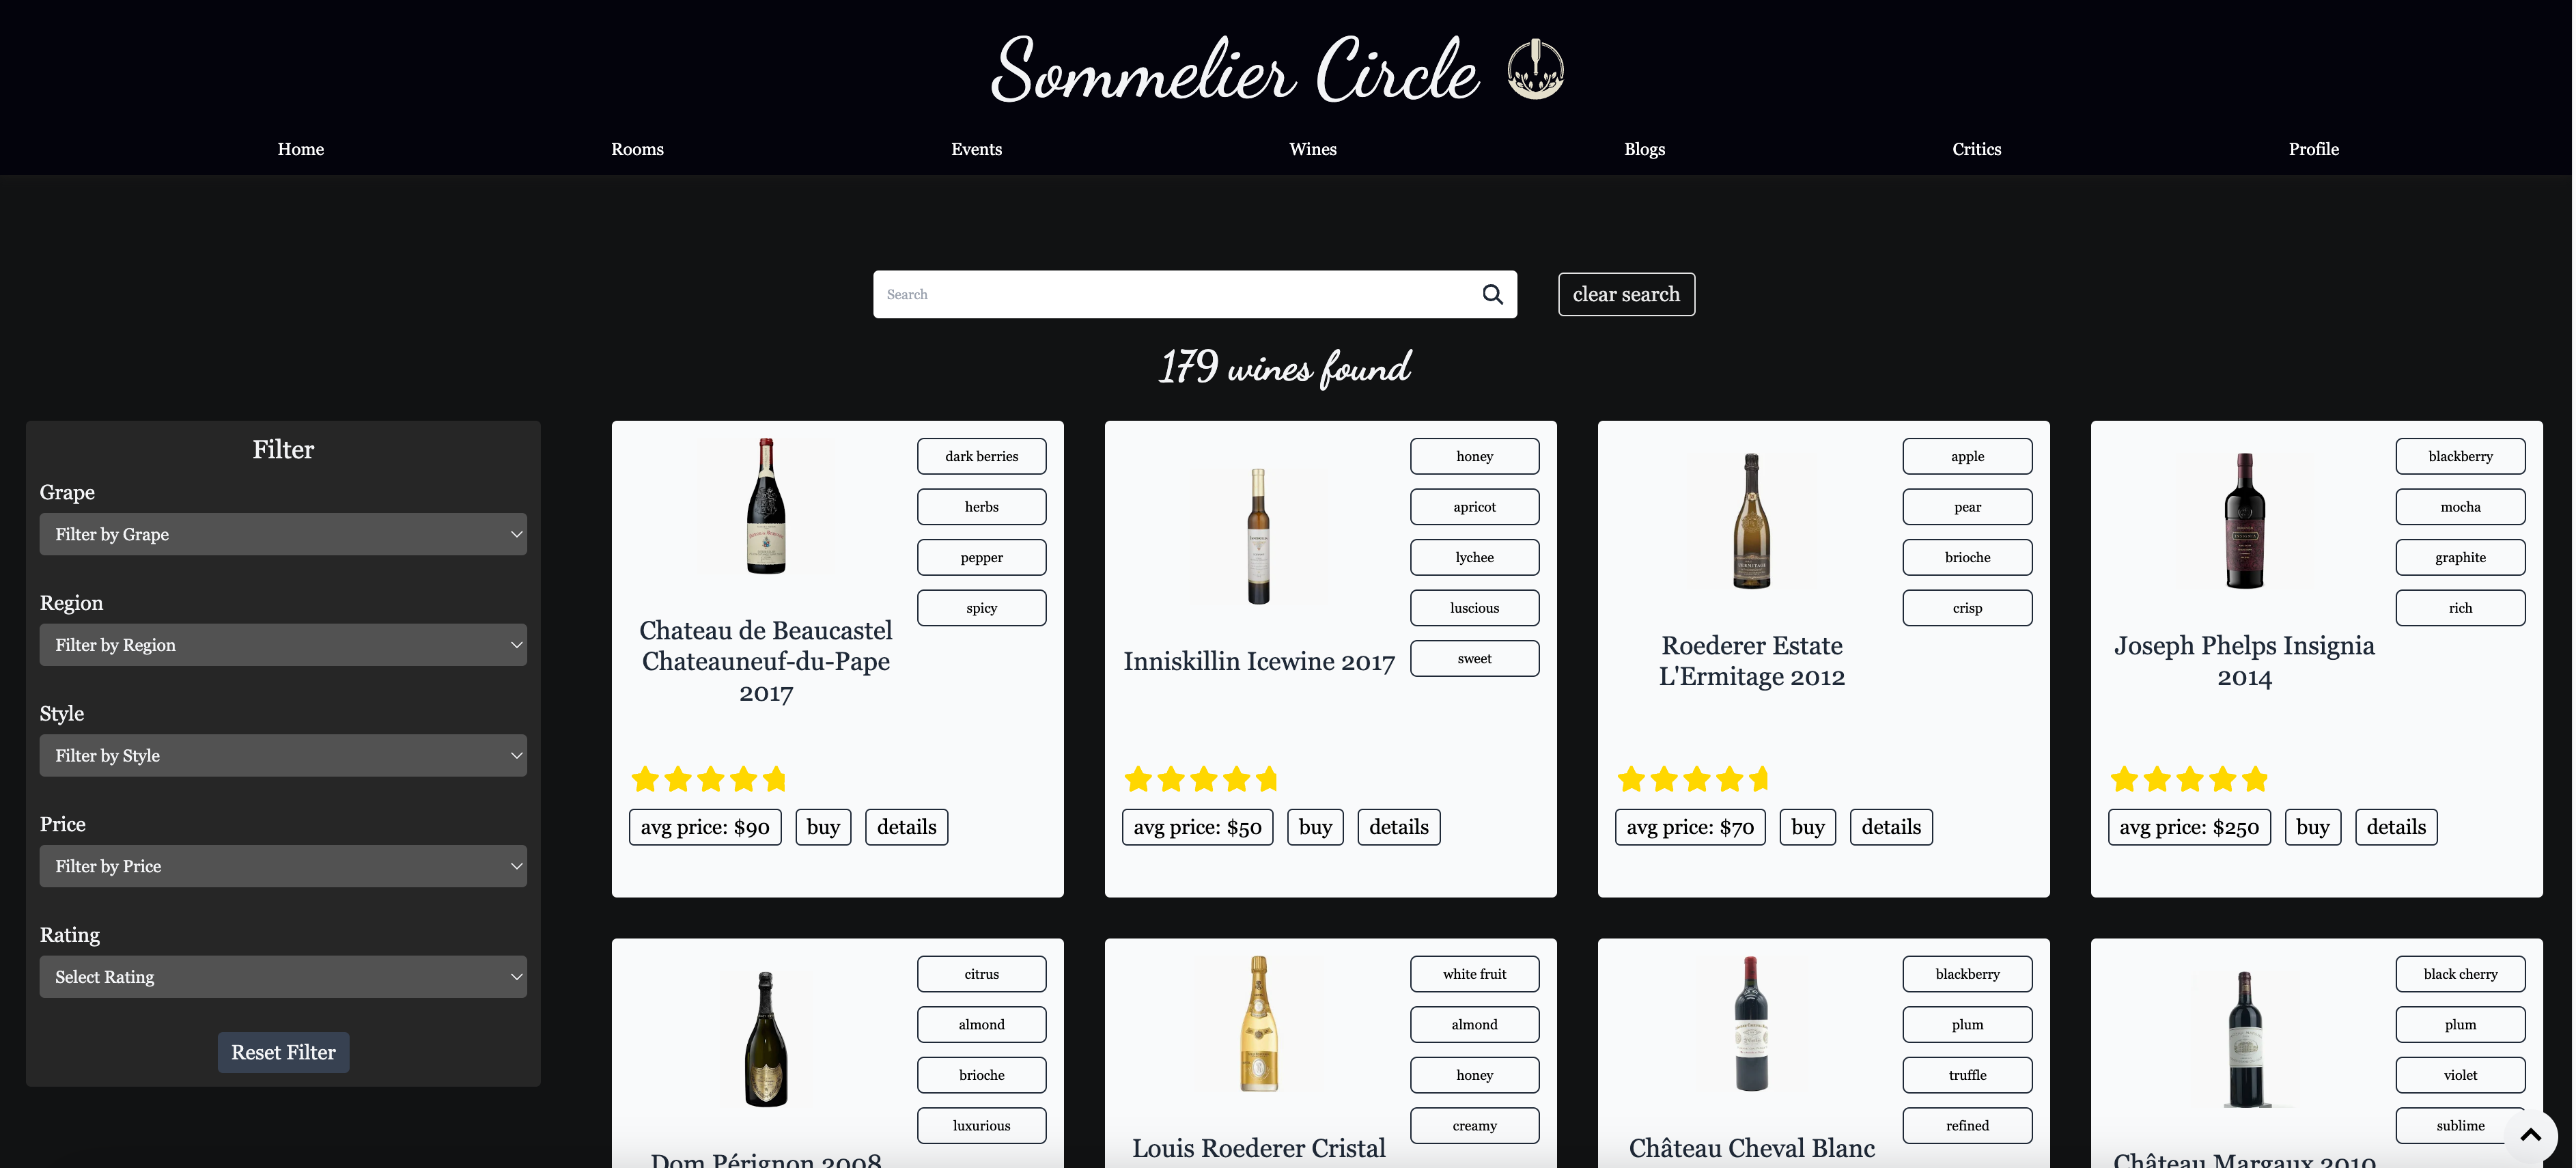 Sommelier Circle
Home
Rooms
Events
Wines
Blogs
Critics
Profile
Search
clear search
179 wines found
Filter
Grape
Filter by Grape
Region
Filter by Region
Style
Filter by Style
Price
Filter by Price
Rating
Select Rating
Reset Filter
dark berries
herbs
pepper
spicy
Chateau de Beaucastel
Chateauneuf-du-Pape
2017
avg price: $90
buy
details
honey
apricot
lychee
luscious
sweet
Inniskillin Icewine 2017
avg price: $50
buy
details
apple
pear
brioche
crisp
Roederer Estate
L'Ermitage 2012
avg price: $70
buy
details
blackberry
mocha
graphite
rich
Joseph Phelps Insignia
2014
avg price: $250
buy
details
citrus
almond
brioche
luxurious
Dom Pérignon 2008
white fruit
almond
honey
creamy
Louis Roederer Cristal
blackberry
plum
truffle
refined
Château Cheval Blanc
black cherry
plum
violet
sublime
Château Margaux 2010